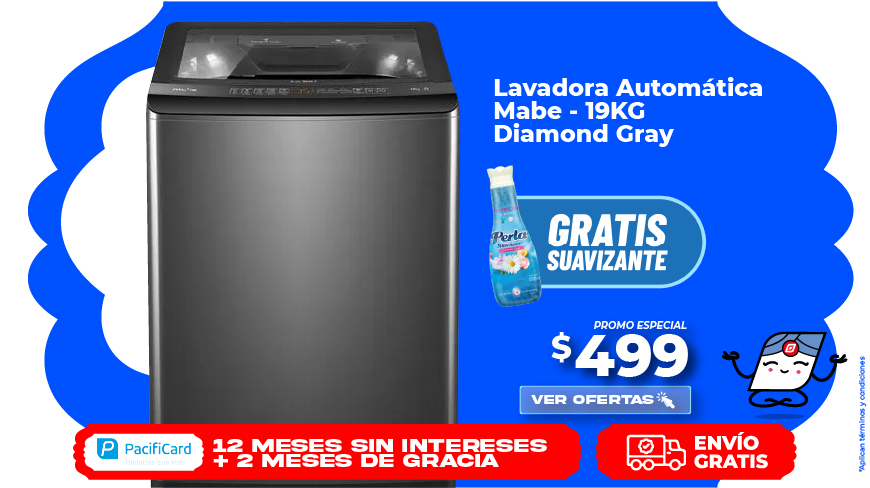 Lavadora Automática
Mabe - 19KG
Diamond Gray
Perla
GRATIS
SUAVIZANTE
PROMO ESPECIAL
$499
VER OFERTAS
PacifiCard
12 MESES SIN INTERESES
+ 2 MESES DE GRACIA
ENVÍO
GRATIS
*Aplican términos y condiciones